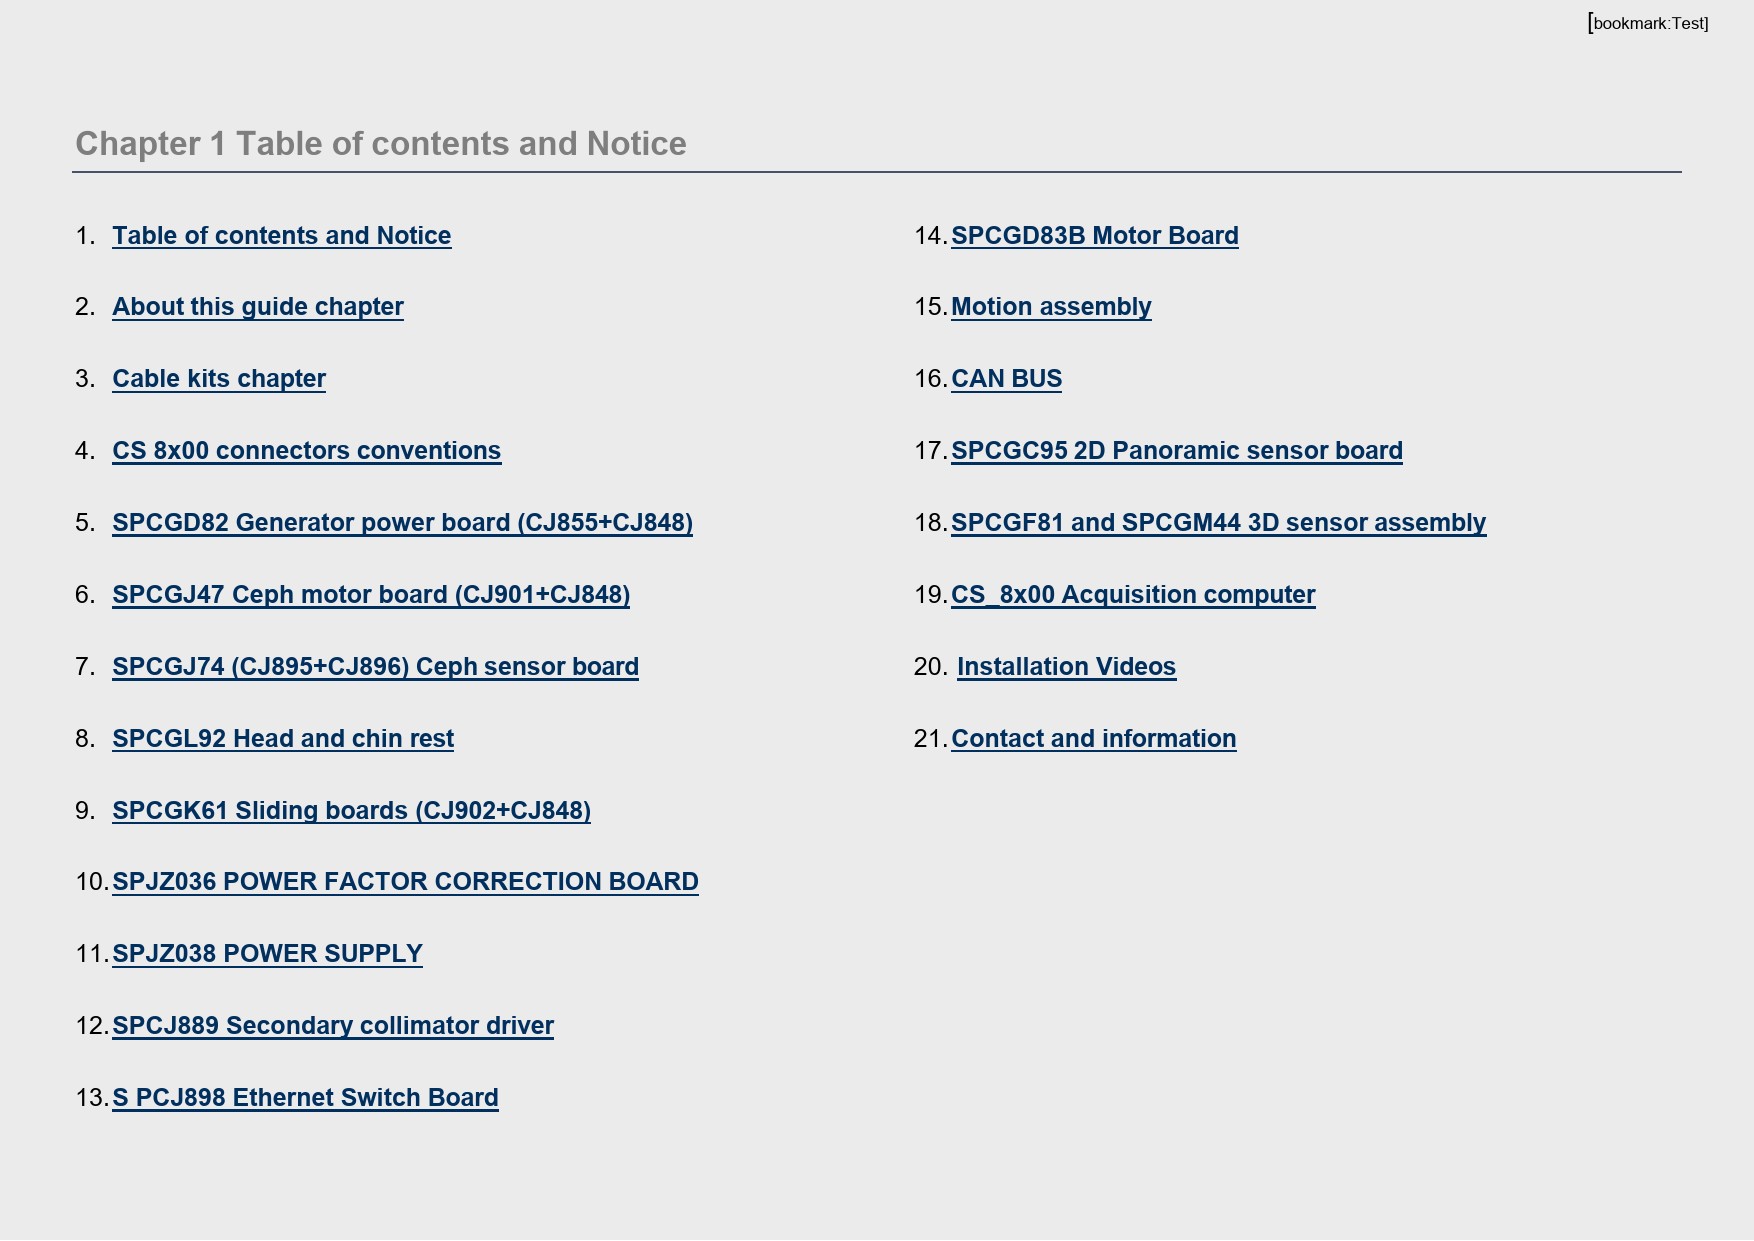 [bookmark:Test]
Chapter 1 Table of contents and Notice
1. Table of contents and Notice
2. About this guide chapter
3. Cable kits chapter
4. CS 8x00 connectors conventions
5. SPCGD82 Generator power board (CJ855+CJ848)
6. SPCGJ47 Ceph motor board (CJ901+CJ848)
7. SPCGJ74 (CJ895+CJ896) Ceph sensor board
8. SPCGL92 Head and chin rest
9. SPCGK61 Sliding boards (CJ902+CJ848)
10. SPJZ036 POWER FACTOR CORRECTION BOARD
11. SPJZ038 POWER SUPPLY
12. SPCJ889 Secondary collimator driver
13. S PCJ898 Ethernet Switch Board
14. SPCGD83B Motor Board
15. Motion assembly
16. CAN BUS
17. SPCGC95 2D Panoramic sensor board
18. SPCGF81 and SPCGM44 3D sensor assembly
19. CS_8x00 Acquisition computer
20. Installation Videos
21. Contact and information